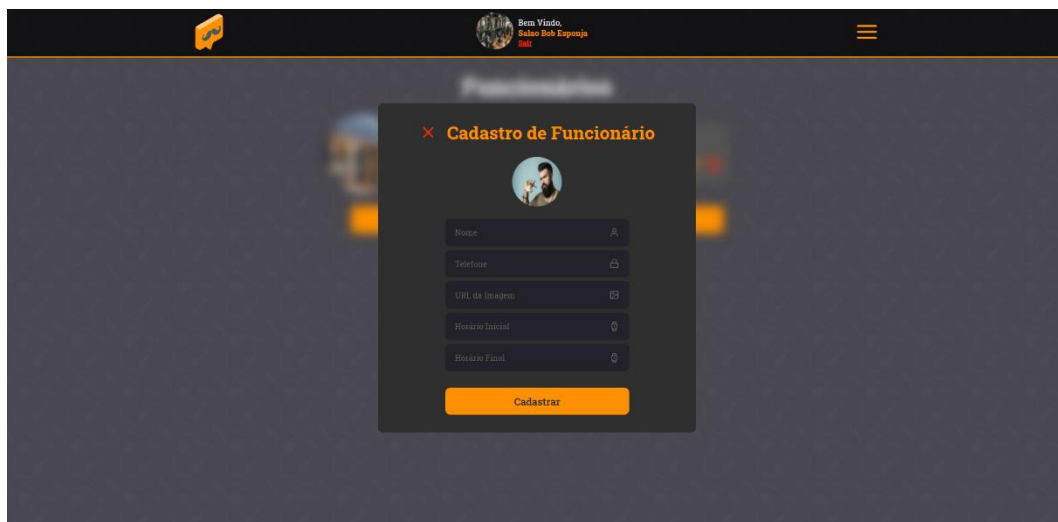 Bem Vindo,
Salao Bob Esponja
Sair
Funcionários
Cadastro de Funcionário
Nome
Telefone
URL da Imagem
Horário Inicial
Horário Final
Cadastrar